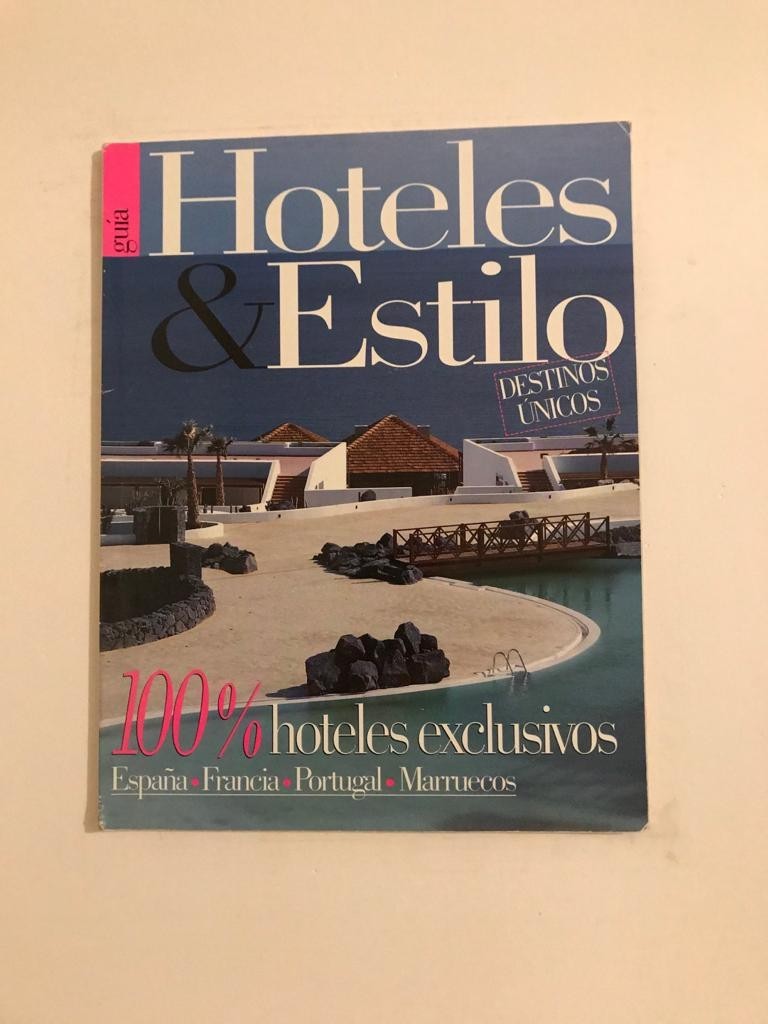 guía
Hoteles
&Estilo
DESTINOS
ÚNICOS
100% hoteles exclusivos
España • Francia • Portugal • Marruecos